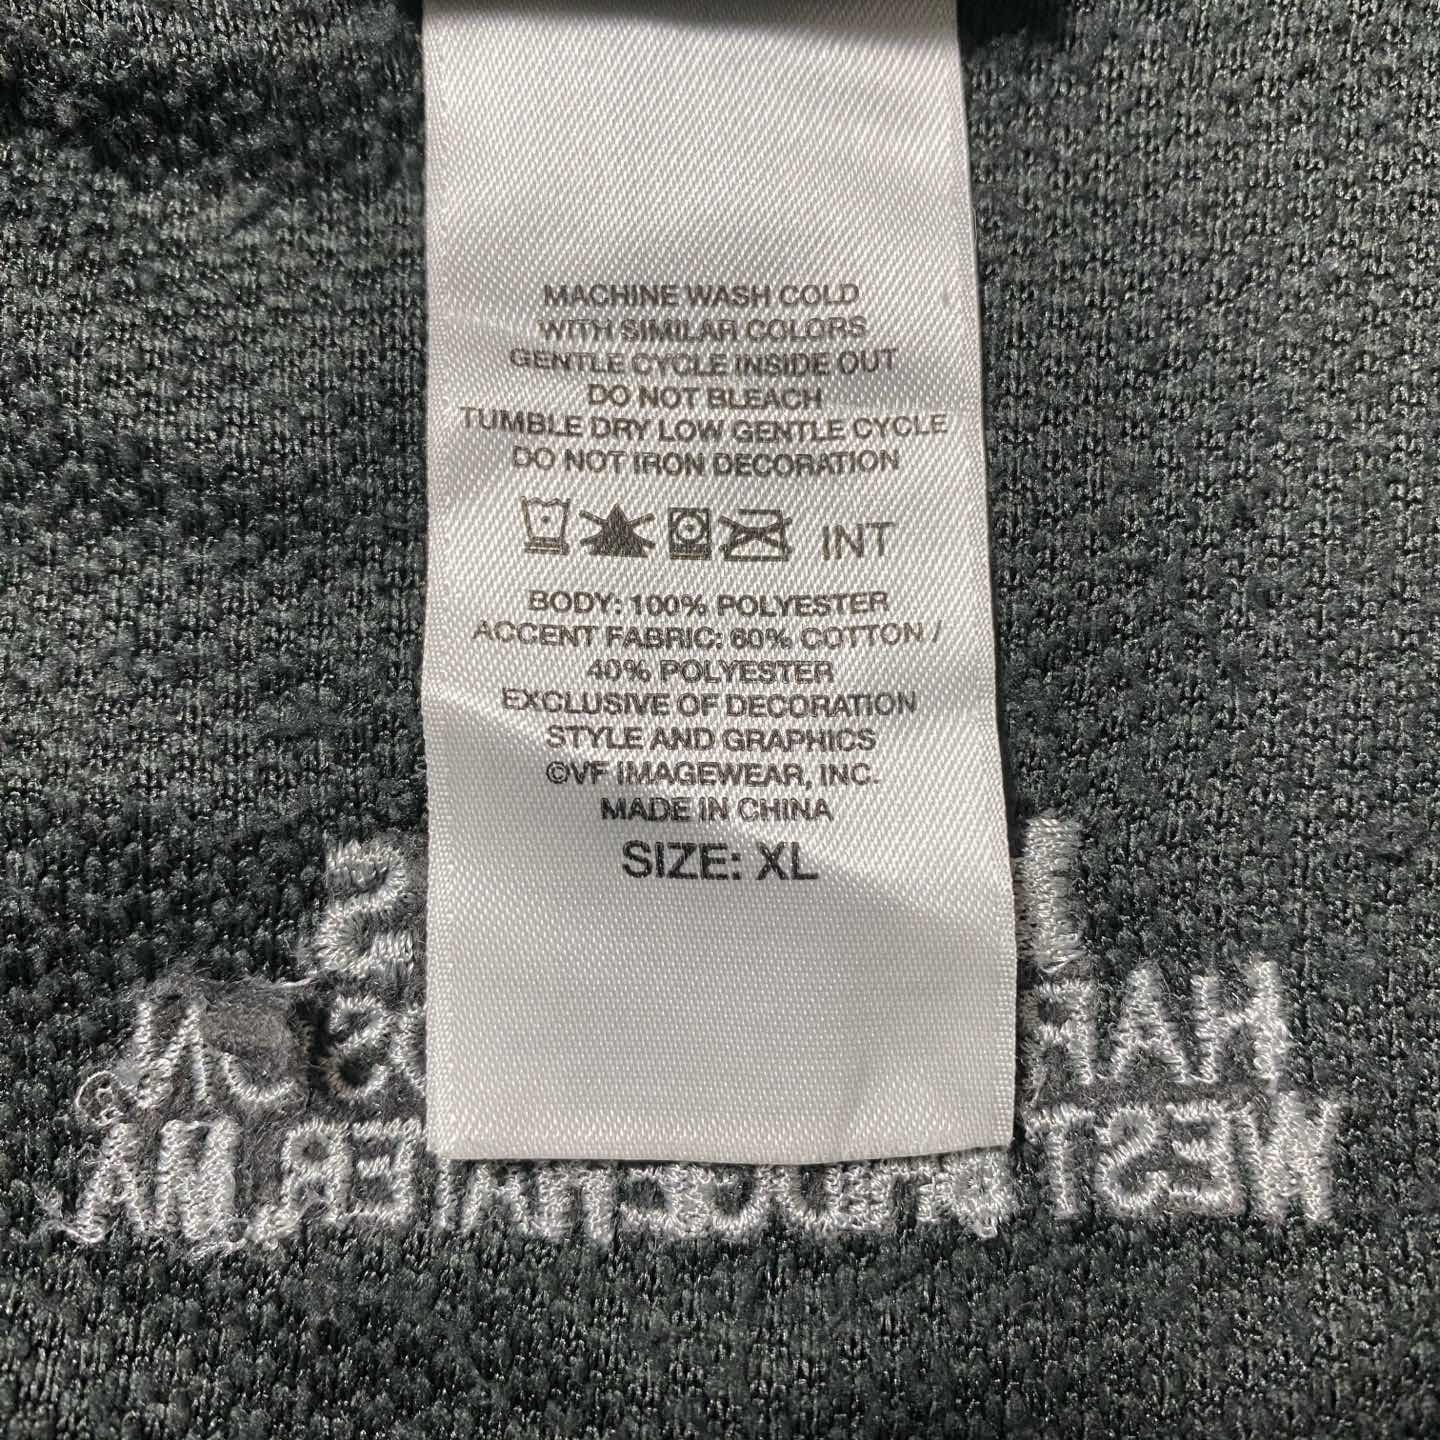 MACHINE WASH COLD
WITH SIMILAR COLORS
GENTLE CYCLE INSIDE OUT
DO NOT BLEACH
TUMBLE DRY LOW GENTLE CYCLE
DO NOT IRON DECORATION
INT
BODY: 100% POLYESTER
ACCENT FABRIC: 60% COTTON /
40% POLYESTER
EXCLUSIVE OF DECORATION
STYLE AND GRAPHICS
©VF IMAGEWEAR, INC.
MADE IN CHINA
SIZE: XL